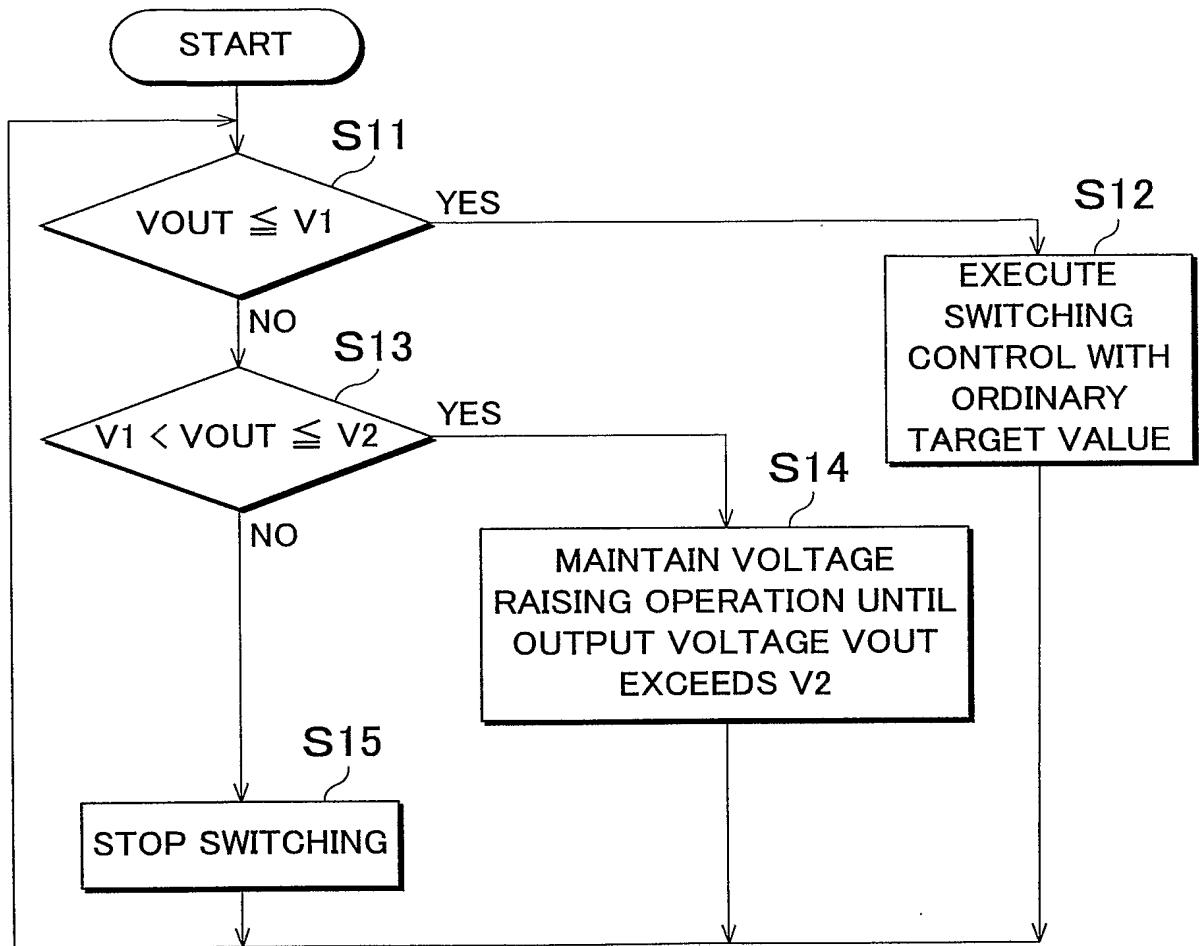 START
S11
VOUT ≦ V1
YES
S12
EXECUTE
SWITCHING
CONTROL WITH
ORDINARY
TARGET VALUE
NO
S13
V1 < VOUT ≦ V2
YES
S14
MAINTAIN VOLTAGE
RAISING OPERATION UNTIL
OUTPUT VOLTAGE VOUT
EXCEEDS V2
NO
S15
STOP SWITCHING